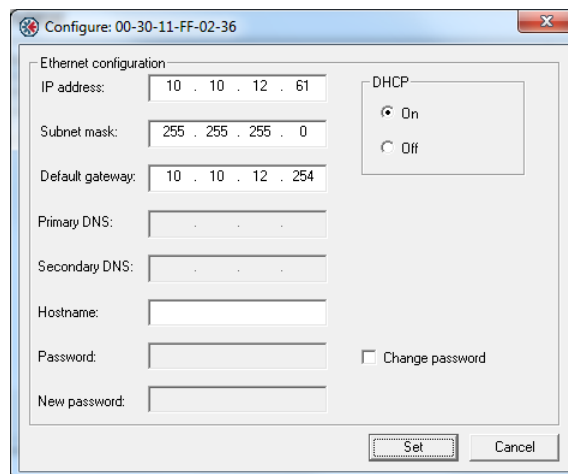 Configure: 00-30-11-FF-02-36
Ethernet configuration
IP address: 10 . 10 . 12 . 61
DHCP
On
Subnet mask: 255 . 255 . 255 . 0
Off
Default gateway: 10 . 10 . 12 . 254
Primary DNS: . . .
Secondary DNS: . . .
Hostname:
Password:
Change password
New password:
Set Cancel